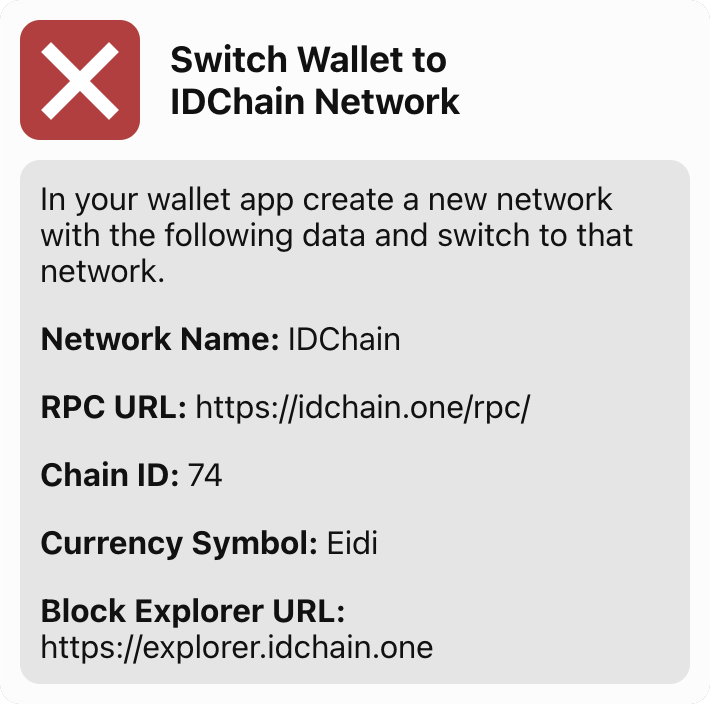 Switch Wallet to
IDChain Network
In your wallet app create a new network
with the following data and switch to that
network.
Network Name: IDChain
RPC URL: https://idchain.one/rpc/
Chain ID: 74
Currency Symbol: Eidi
Block Explorer URL:
https://explorer.idchain.one